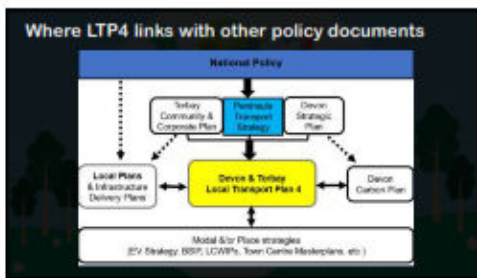 Where LTP4 links with other policy documents
National Policy
Torbay
Community &
Corporate Plan
Peninsula
Transport
Strategy
Devon
Strategic
Plan
Local Plans
& Infrastructure
Delivery Plans
Devon & Torbay
Local Transport Plan 4
Devon
Carbon Plan
Modal &/or Place strategies
(EV Strategy, BSIP, LCWIPs, Town Centre Masterplans, etc.)